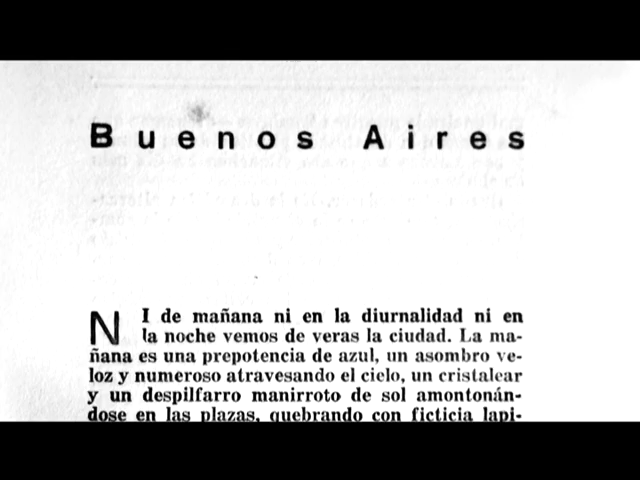 Buenos Aires
NI de mañana ni en la diurnalidad ni en
la noche vemos de veras la ciudad. La ma-
ñana es una prepotencia de azul, un asombro ve-
loz y numeroso atravesando el cielo, un cristalear
y un despilfarro manirroto de sol amontonán-
dose en las plazas, quebrando con ficticia lapi-